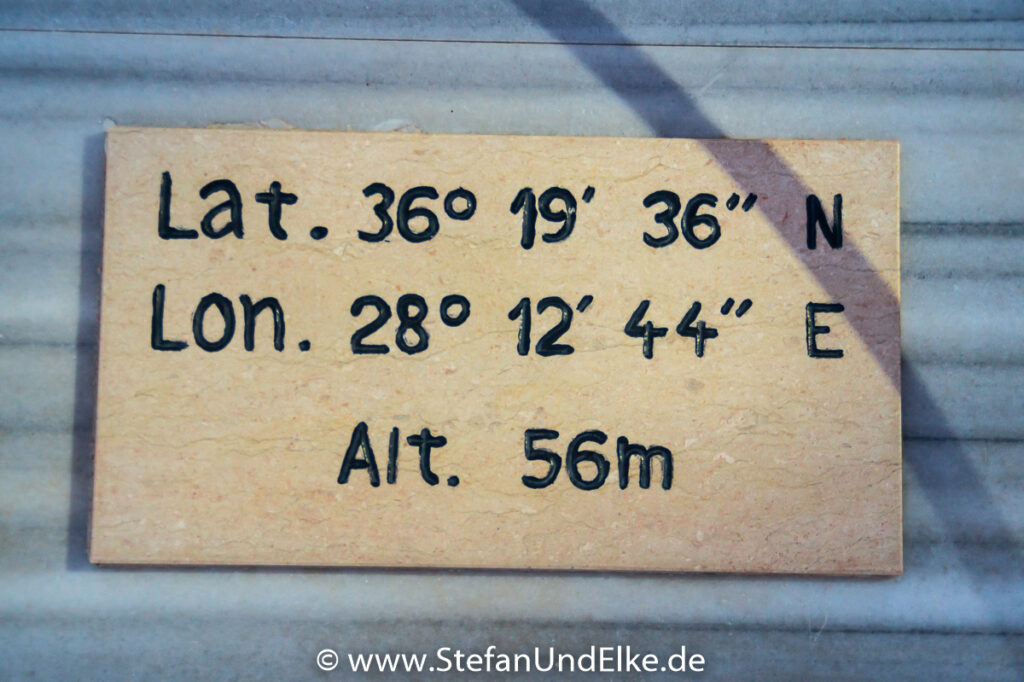 Lat. 36° 19' 36" N
Lon. 28° 12' 44" E
Alt. 56m
© www.StefanUndElke.de